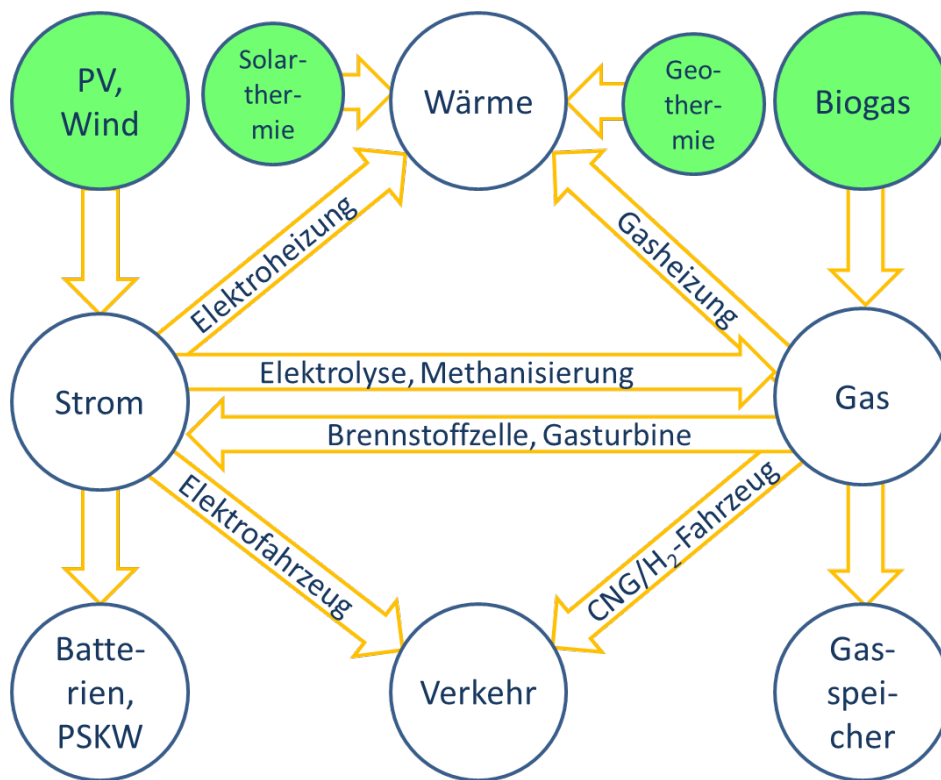 PV,
Wind
Solar-
ther-
mie
Wärme
Geo-
ther-
mie
Biogas
Elektroheizung
Gasheizung
Strom
Elektrolyse, Methanisierung
Gas
Brennstoffzelle, Gasturbine
Elektrofahrzeug
CNG/H₂-Fahrzeug
Batte-
rien,
PSKW
Verkehr
Gas-
spei-
cher